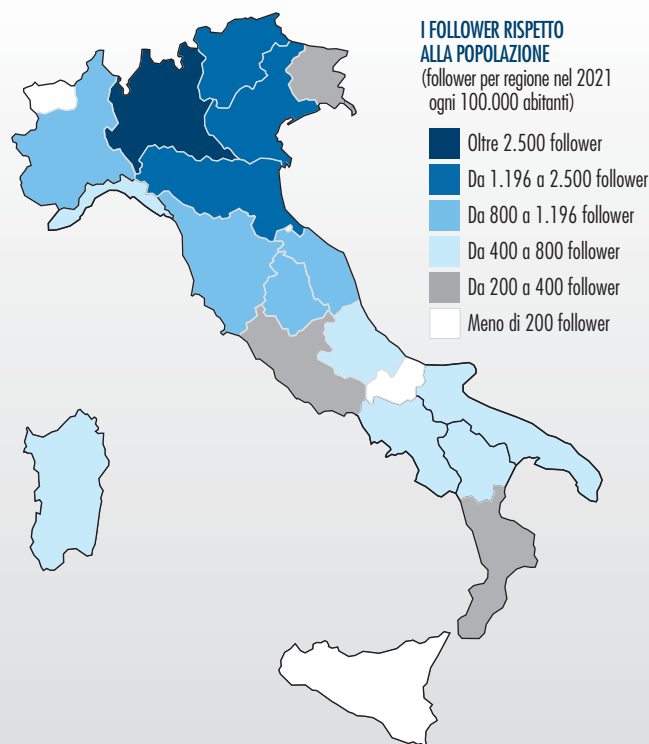 I FOLLOWER RISPETTO
ALLA POPOLAZIONE
(follower per regione nel 2021
ogni 100.000 abitanti)
Oltre 2.500 follower
Da 1.196 a 2.500 follower
Da 800 a 1.196 follower
Da 400 a 800 follower
Da 200 a 400 follower
Meno di 200 follower